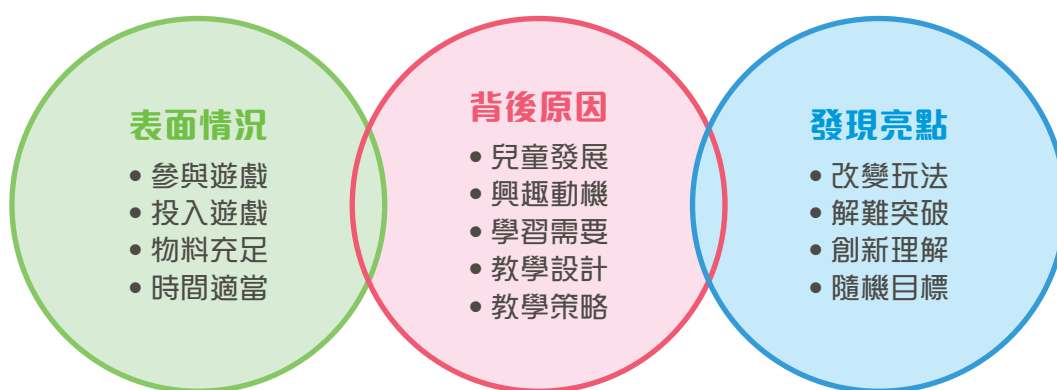 表面情況
• 參與遊戲
• 投入遊戲
• 物料充足
• 時間適當
背後原因
• 兒童發展
• 興趣動機
• 學習需要
• 教學設計
• 教學策略
發現亮點
• 改變玩法
• 解難突破
• 創新理解
• 隨機目標